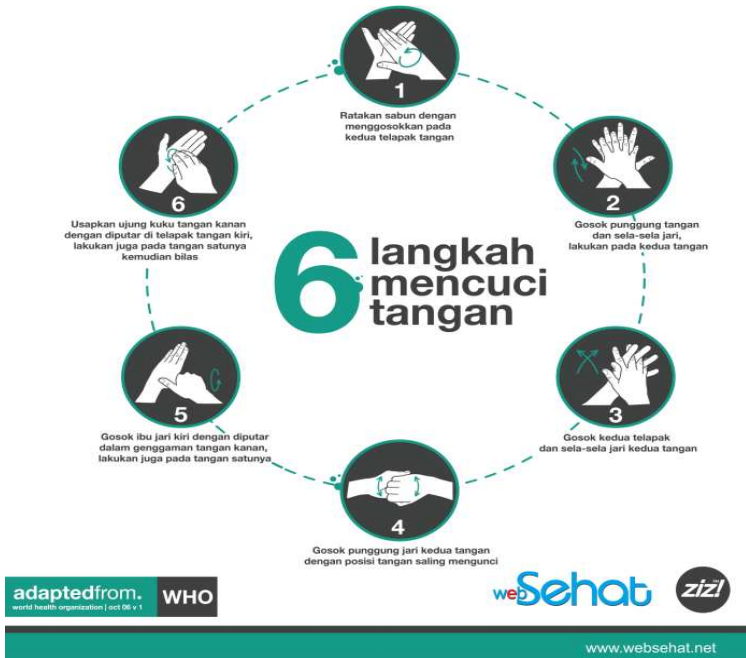 1
Ratakan sabun dengan
menggosokkan pada
kedua telapak tangan
2
Gosok punggung tangan
dan sela-sela jari,
lakukan pada kedua tangan
3
Gosok kedua telapak
dan sela-sela jari kedua tangan
4
Gosok punggung jari kedua tangan
dengan posisi tangan saling mengunci
5
Gosok ibu jari kiri dengan diputar
dalam genggaman tangan kanan,
lakukan juga pada tangan satunya
6
Usapkan ujung kuku tangan kanan
dengan diputar di telapak tangan kiri,
lakukan juga pada tangan satunya
kemudian bilas
6 langkah
mencuci
tangan
adaptedfrom.
world health organization | oct 06 v 1
WHO
webSehat
ziz!
www.websehat.net